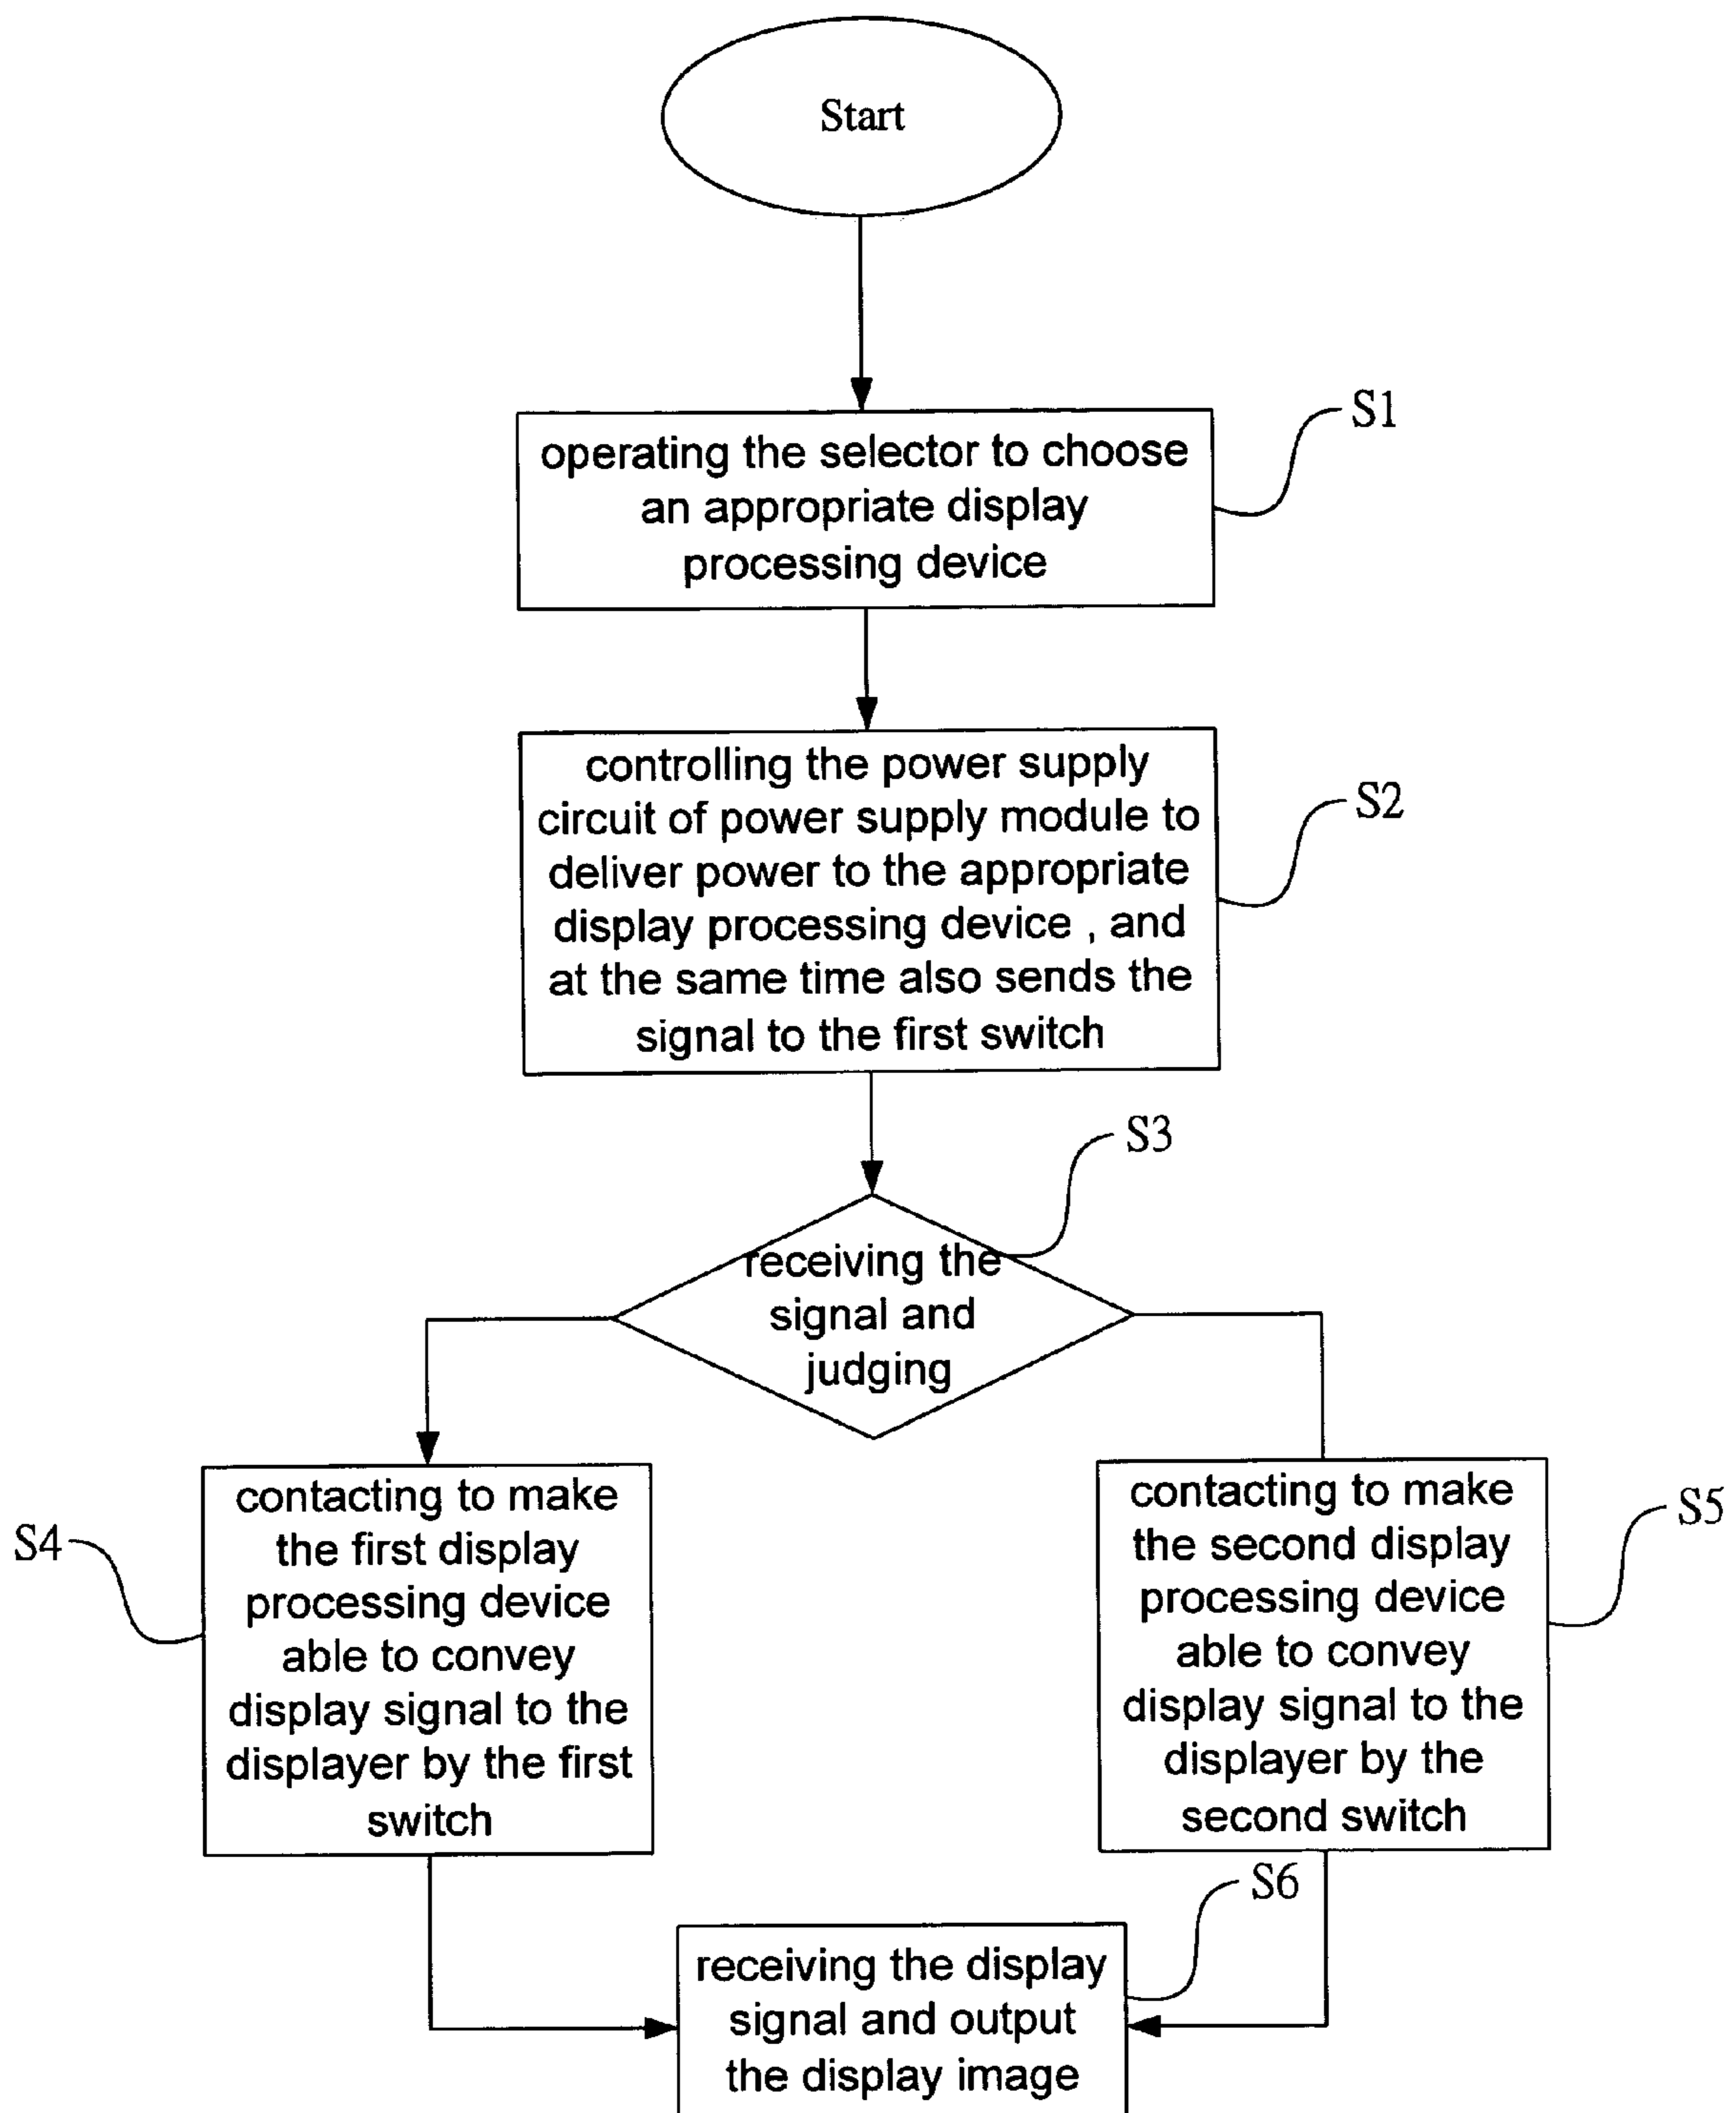 Start
operating the selector to choose
an appropriate display
processing device
S1
controlling the power supply
circuit of power supply module to
deliver power to the appropriate
display processing device , and
at the same time also sends the
signal to the first switch
S2
receiving the
signal and
judging
S3
contacting to make
the first display
processing device
able to convey
display signal to the
displayer by the first
switch
S4
contacting to make
the second display
processing device
able to convey
display signal to the
displayer by the
second switch
S5
receiving the display
signal and output
the display image
S6